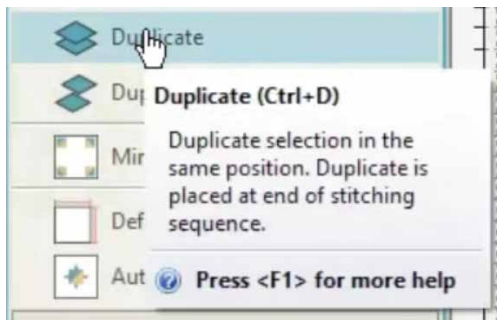 Duplicate
Dup
Duplicate (Ctrl+D)
Duplicate selection in the
same position. Duplicate is
placed at end of stitching
sequence.
Mir
Def
Aut
Press <F1> for more help